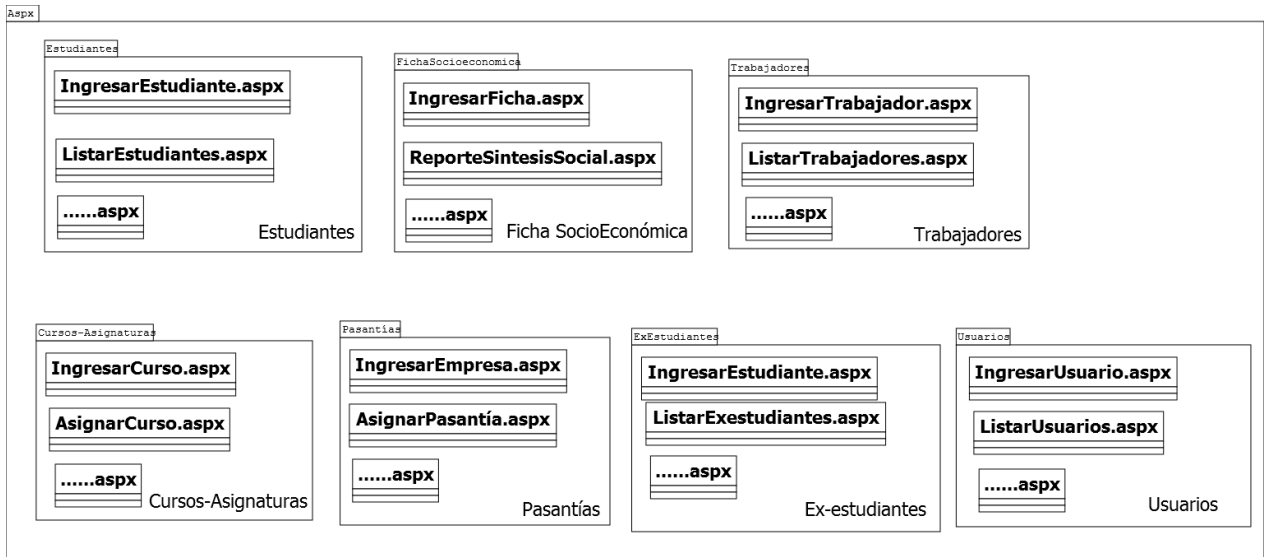 Aspx
Estudiantes
IngresarEstudiante.aspx
ListarEstudiantes.aspx
......aspx
Estudiantes
FichaSocioeconomica
IngresarFicha.aspx
ReporteSintesisSocial.aspx
......aspx
Ficha SocioEconómica
Trabajadores
IngresarTrabajador.aspx
ListarTrabajadores.aspx
......aspx
Trabajadores
Cursos-Asignaturas
IngresarCurso.aspx
AsignarCurso.aspx
......aspx
Cursos-Asignaturas
Pasantías
IngresarEmpresa.aspx
AsignarPasantía.aspx
......aspx
Pasantías
ExEstudiantes
IngresarEstudiante.aspx
ListarExestudiantes.aspx
......aspx
Ex-estudiantes
Usuarios
IngresarUsuario.aspx
ListarUsuarios.aspx
......aspx
Usuarios